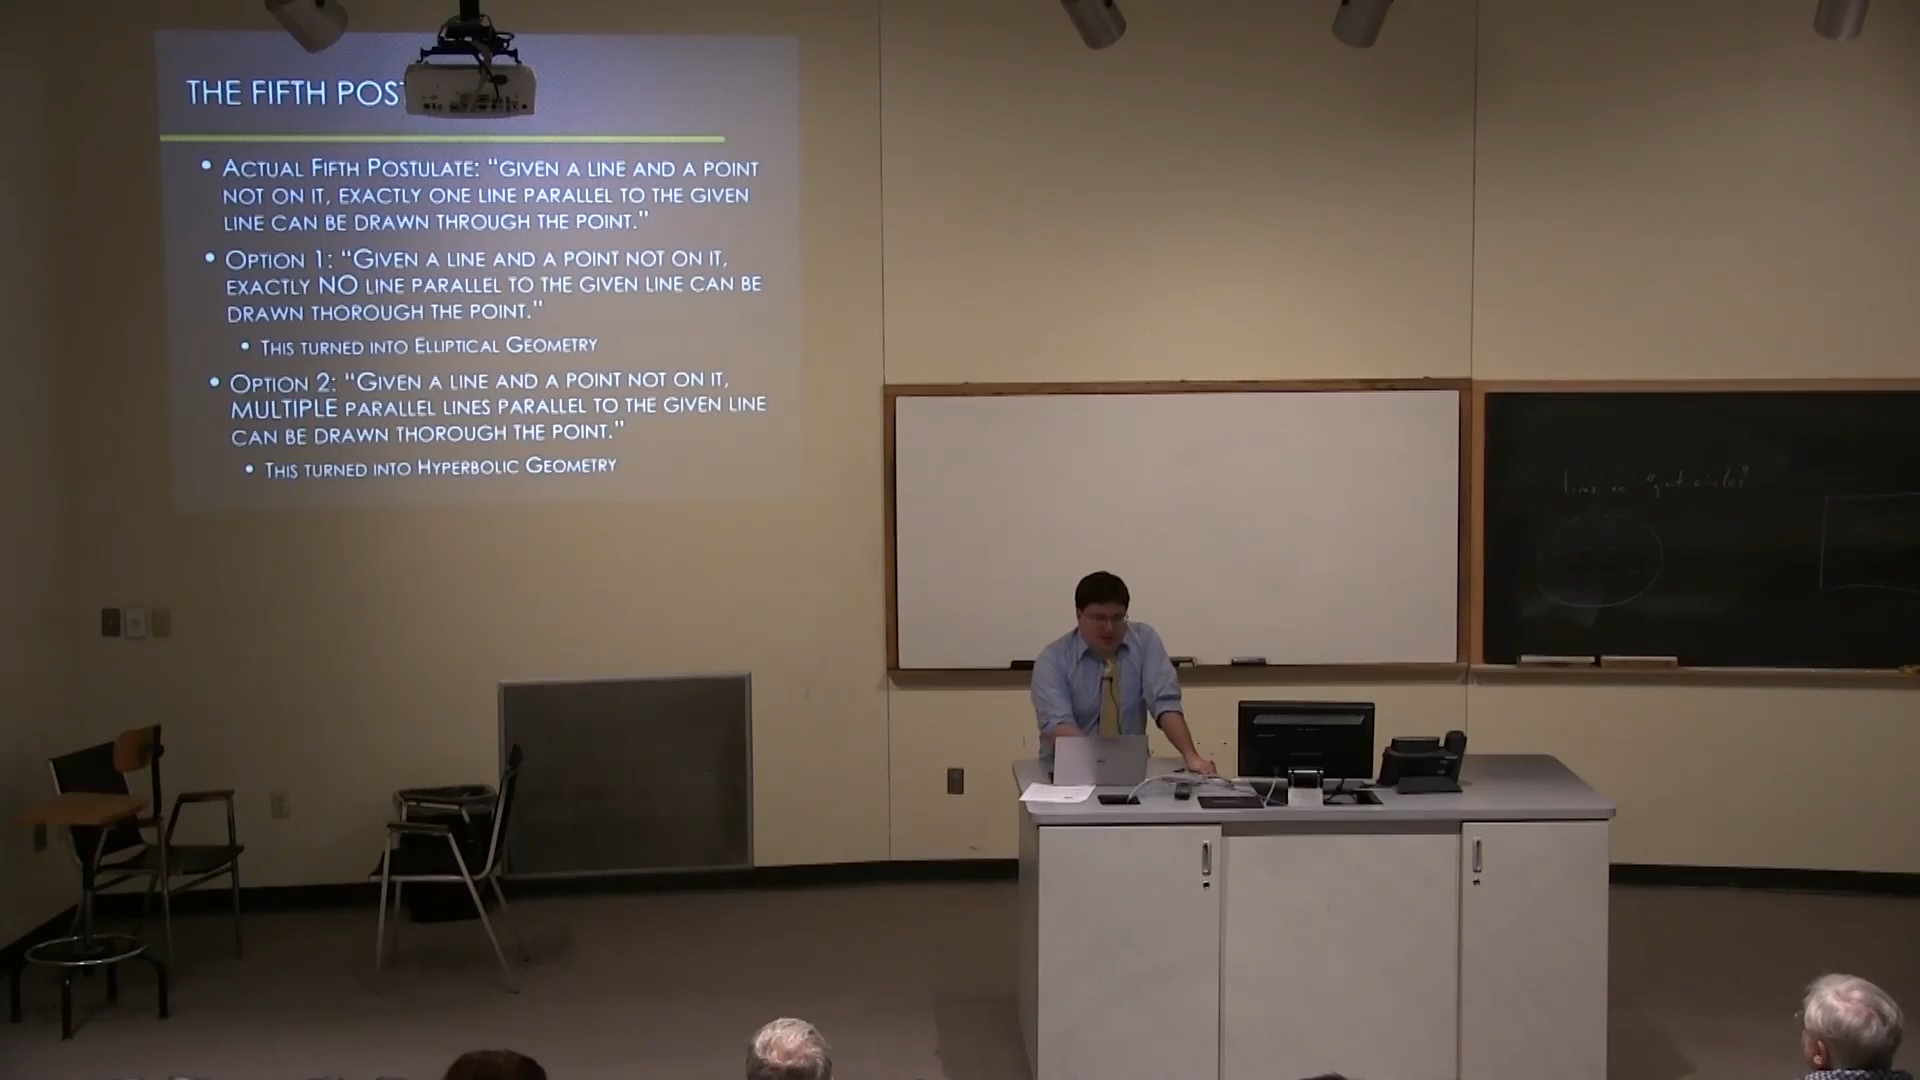 THE FIFTH POS
• ACTUAL FIFTH POSTULATE: “GIVEN A LINE AND A POINT
NOT ON IT, EXACTLY ONE LINE PARALLEL TO THE GIVEN
LINE CAN BE DRAWN THROUGH THE POINT.”
• OPTION 1: “GIVEN A LINE AND A POINT NOT ON IT,
EXACTLY NO LINE PARALLEL TO THE GIVEN LINE CAN BE
DRAWN THOROUGH THE POINT.”
• THIS TURNED INTO ELLIPTICAL GEOMETRY
• OPTION 2: “GIVEN A LINE AND A POINT NOT ON IT,
MULTIPLE PARALLEL LINES PARALLEL TO THE GIVEN LINE
CAN BE DRAWN THOROUGH THE POINT.”
• THIS TURNED INTO HYPERBOLIC GEOMETRY